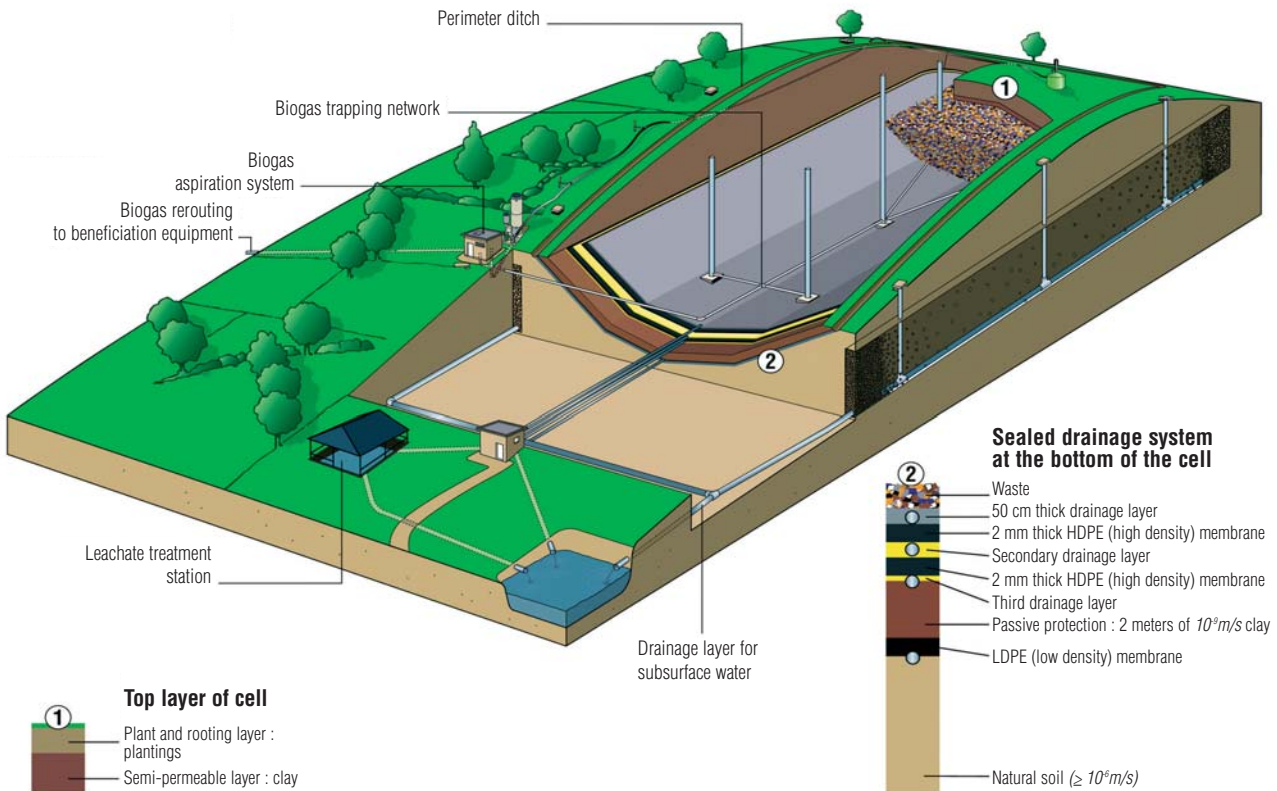 Perimeter ditch
Biogas trapping network
Biogas
aspiration system
Biogas rerouting
to beneficiation equipment
1
2
Leachate treatment
station
Drainage layer for
subsurface water
Top layer of cell
1
Plant and rooting layer :
plantings
Semi-permeable layer : clay
Sealed drainage system
at the bottom of the cell
2
Waste
50 cm thick drainage layer
2 mm thick HDPE (high density) membrane
Secondary drainage layer
2 mm thick HDPE (high density) membrane
Third drainage layer
Passive protection : 2 meters of 10⁻⁹m/s clay
LDPE (low density) membrane
Natural soil (≥ 10⁻⁶m/s)